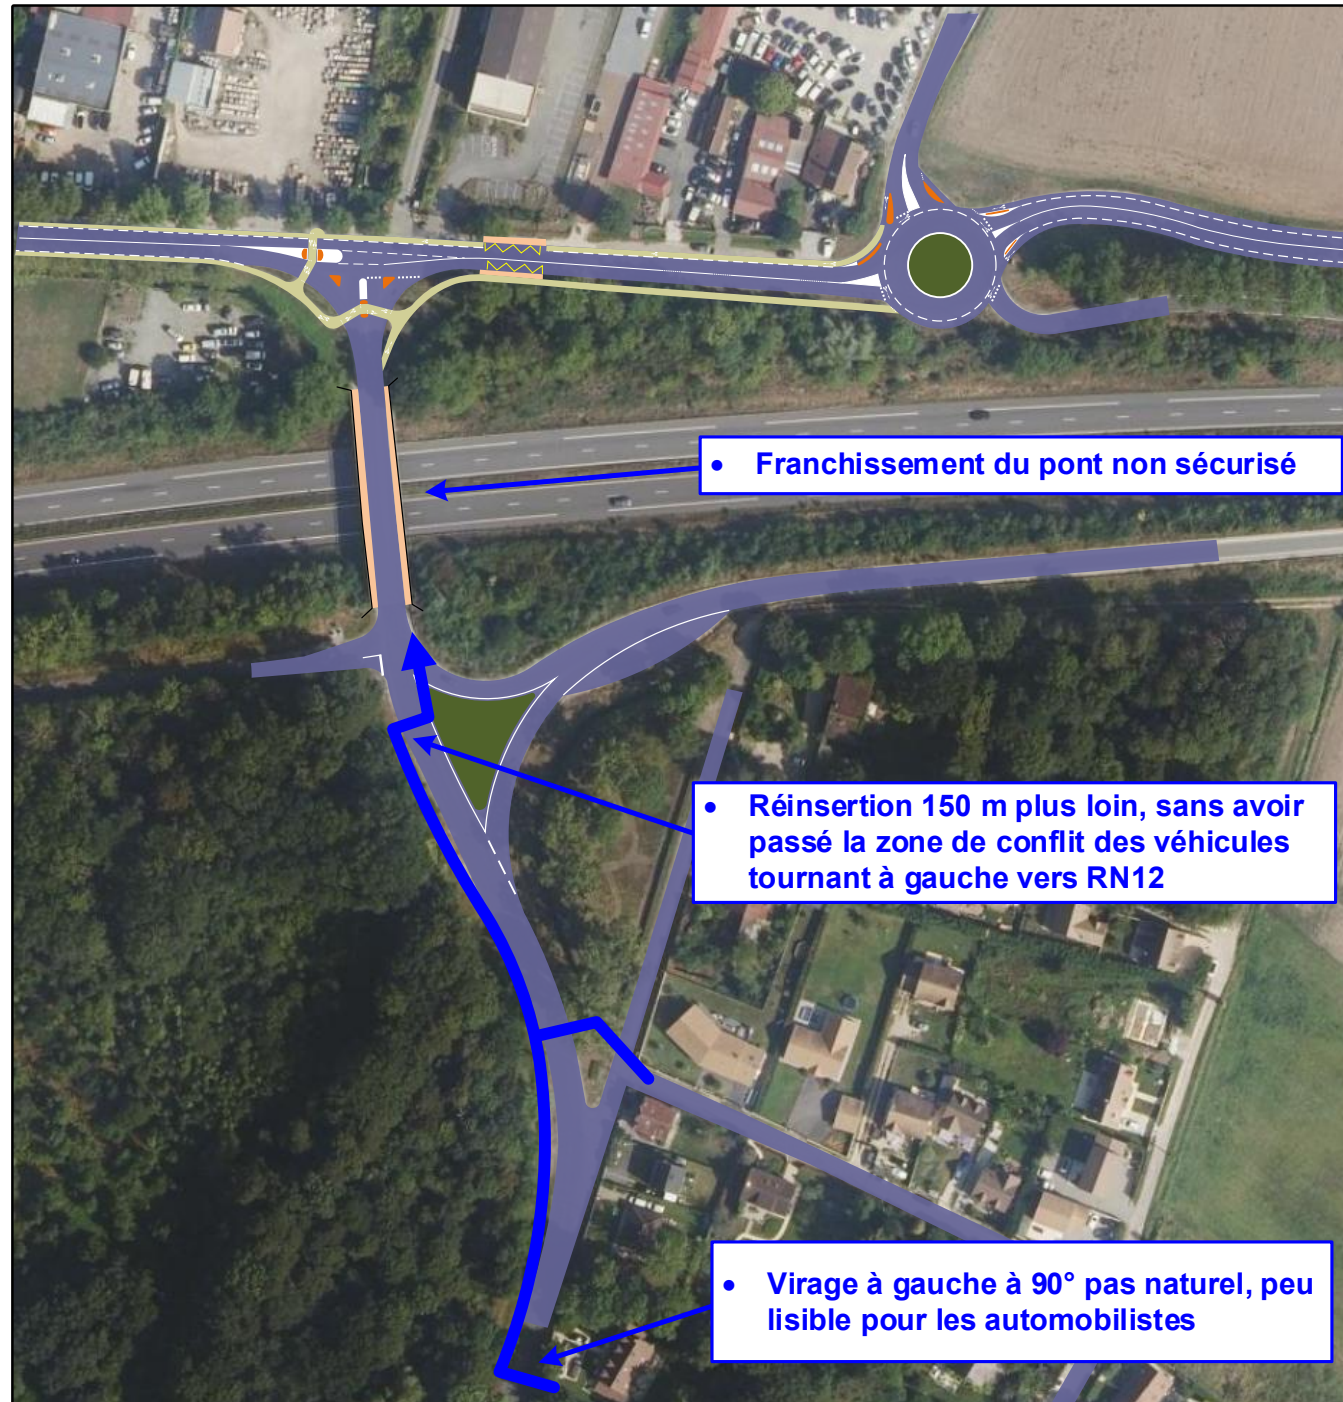 • Franchissement du pont non sécurisé
• Réinsertion 150 m plus loin, sans avoir
passé la zone de conflit des véhicules
tournant à gauche vers RN12
• Virage à gauche à 90° pas naturel, peu
lisible pour les automobilistes